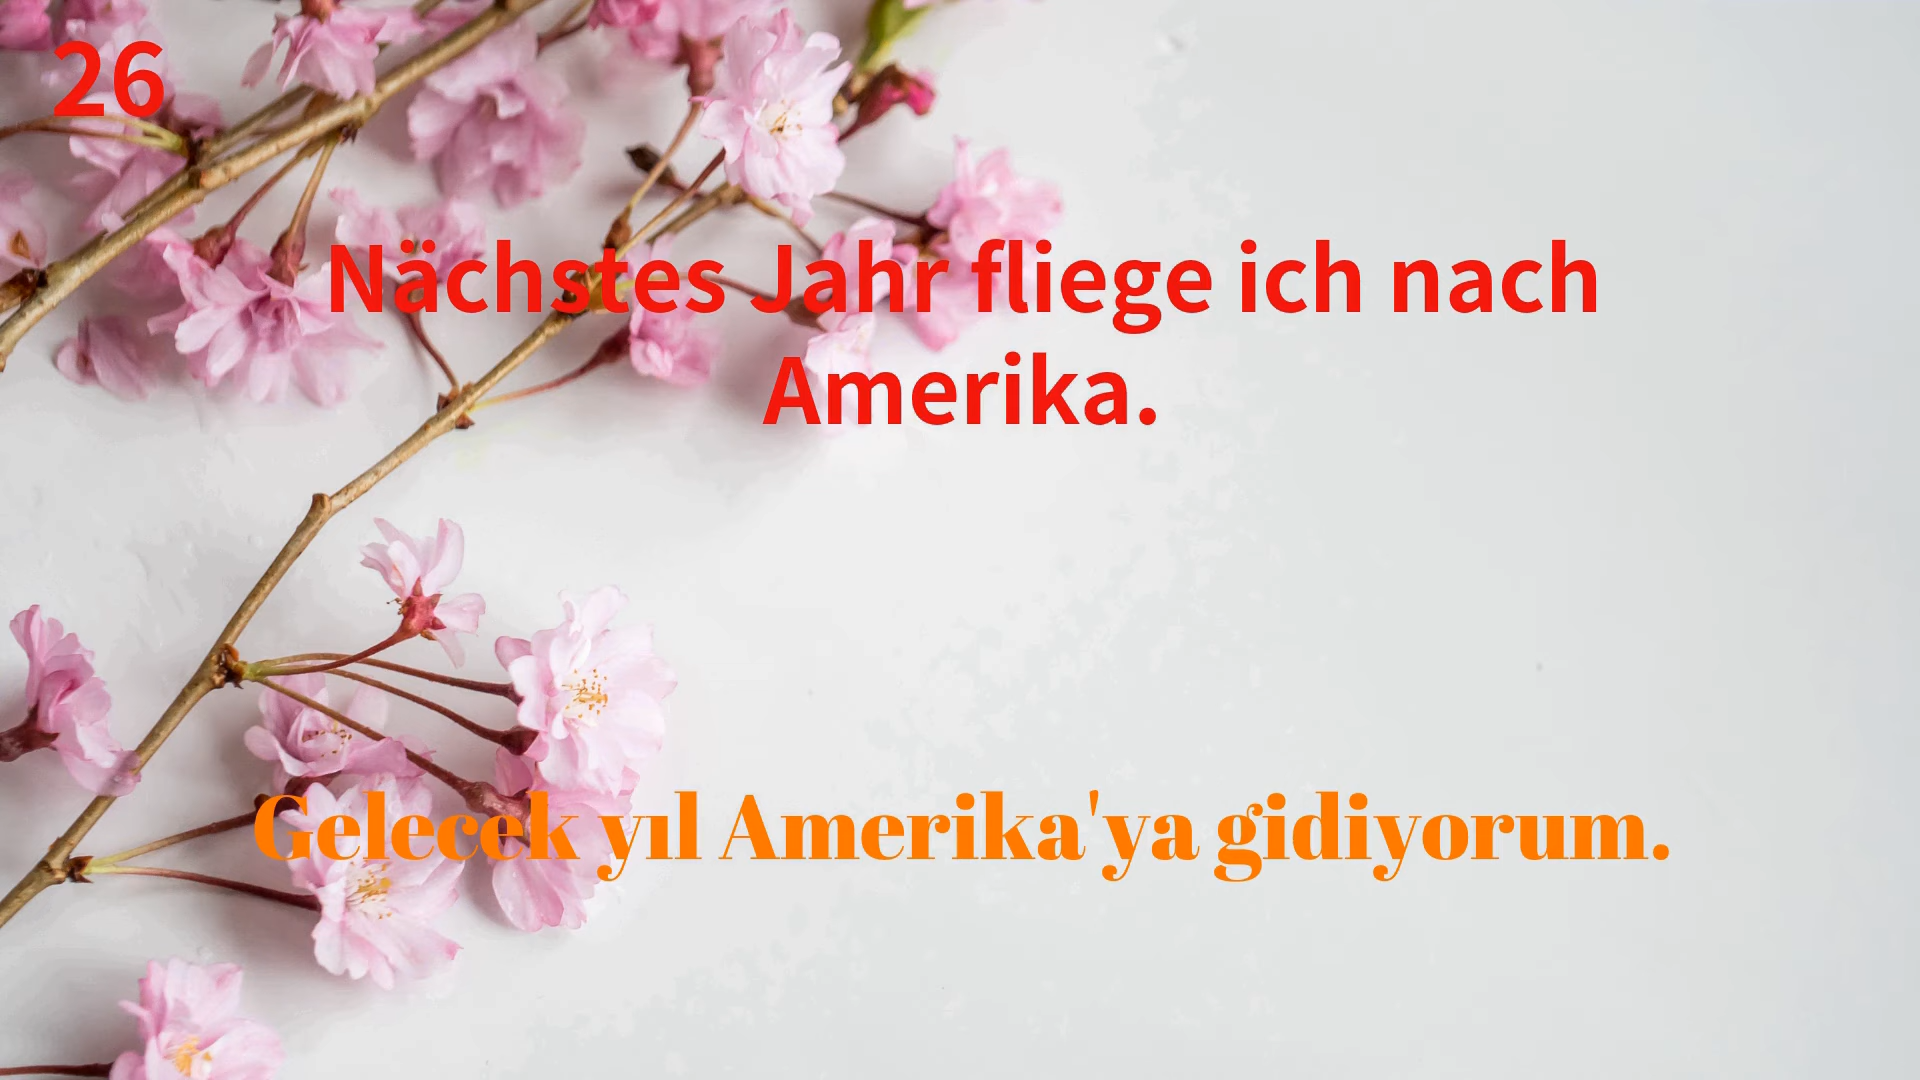 26
Nächstes Jahr fliege ich nach
Amerika.
Gelecek yıl Amerika'ya gidiyorum.